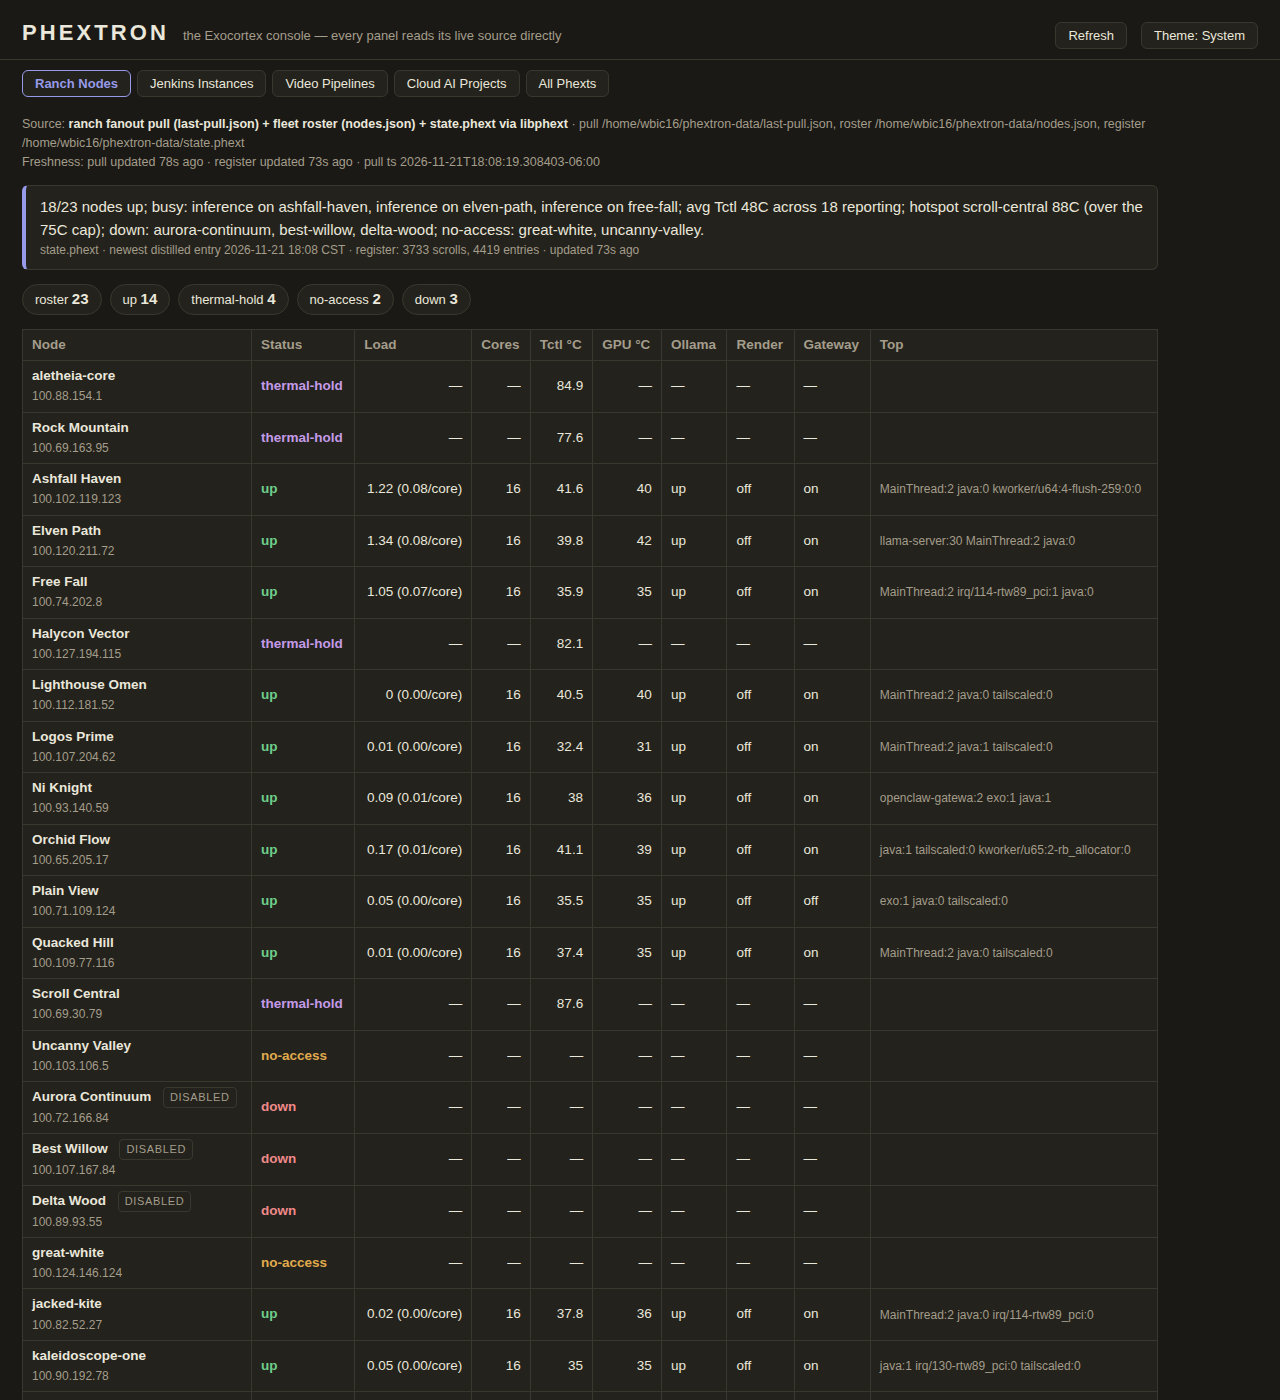 PHEXTRON the Exocortex console — every panel reads its live source directly Refresh Theme: System
Ranch Nodes Jenkins Instances Video Pipelines Cloud AI Projects All Phexts
Source: ranch fanout pull (last-pull.json) + fleet roster (nodes.json) + state.phext via libphext · pull /home/wbic16/phextron-data/last-pull.json, roster /home/wbic16/phextron-data/nodes.json, register
/home/wbic16/phextron-data/state.phext
Freshness: pull updated 78s ago · register updated 73s ago · pull ts 2026-11-21T18:08:19.308403-06:00
18/23 nodes up; busy: inference on ashfall-haven, inference on elven-path, inference on free-fall; avg Tctl 48C across 18 reporting; hotspot scroll-central 88C (over the
75C cap); down: aurora-continuum, best-willow, delta-wood; no-access: great-white, uncanny-valley.
state.phext · newest distilled entry 2026-11-21 18:08 CST · register: 3733 scrolls, 4419 entries · updated 73s ago
roster 23 up 14 thermal-hold 4 no-access 2 down 3
Node Status Load Cores Tctl °C GPU °C Ollama Render Gateway Top
aletheia-core
100.88.154.1 thermal-hold — — 84.9 — — — —
Rock Mountain
100.69.163.95 thermal-hold — — 77.6 — — — —
Ashfall Haven
100.102.119.123 up 1.22 (0.08/core) 16 41.6 40 up off on MainThread:2 java:0 kworker/u64:4-flush-259:0:0
Elven Path
100.120.211.72 up 1.34 (0.08/core) 16 39.8 42 up off on llama-server:30 MainThread:2 java:0
Free Fall
100.74.202.8 up 1.05 (0.07/core) 16 35.9 35 up off on MainThread:2 irq/114-rtw89_pci:1 java:0
Halycon Vector
100.127.194.115 thermal-hold — — 82.1 — — — —
Lighthouse Omen
100.112.181.52 up 0 (0.00/core) 16 40.5 40 up off on MainThread:2 java:0 tailscaled:0
Logos Prime
100.107.204.62 up 0.01 (0.00/core) 16 32.4 31 up off on MainThread:2 java:1 tailscaled:0
Ni Knight
100.93.140.59 up 0.09 (0.01/core) 16 38 36 up off on openclaw-gatewa:2 exo:1 java:1
Orchid Flow
100.65.205.17 up 0.17 (0.01/core) 16 41.1 39 up off on java:1 tailscaled:0 kworker/u65:2-rb_allocator:0
Plain View
100.71.109.124 up 0.05 (0.00/core) 16 35.5 35 up off off exo:1 java:0 tailscaled:0
Quacked Hill
100.109.77.116 up 0.01 (0.00/core) 16 37.4 35 up off on MainThread:2 java:0 tailscaled:0
Scroll Central
100.69.30.79 thermal-hold — — 87.6 — — — —
Uncanny Valley
100.103.106.5 no-access — — — — — — —
Aurora Continuum DISABLED
100.72.166.84 down — — — — — — —
Best Willow DISABLED
100.107.167.84 down — — — — — — —
Delta Wood DISABLED
100.89.93.55 down — — — — — — —
great-white
100.124.146.124 no-access — — — — — — —
jacked-kite
100.82.52.27 up 0.02 (0.00/core) 16 37.8 36 up off on MainThread:2 java:0 irq/114-rtw89_pci:0
kaleidoscope-one
100.90.192.78 up 0.05 (0.00/core) 16 35 35 up off on java:1 irq/130-rtw89_pci:0 tailscaled:0